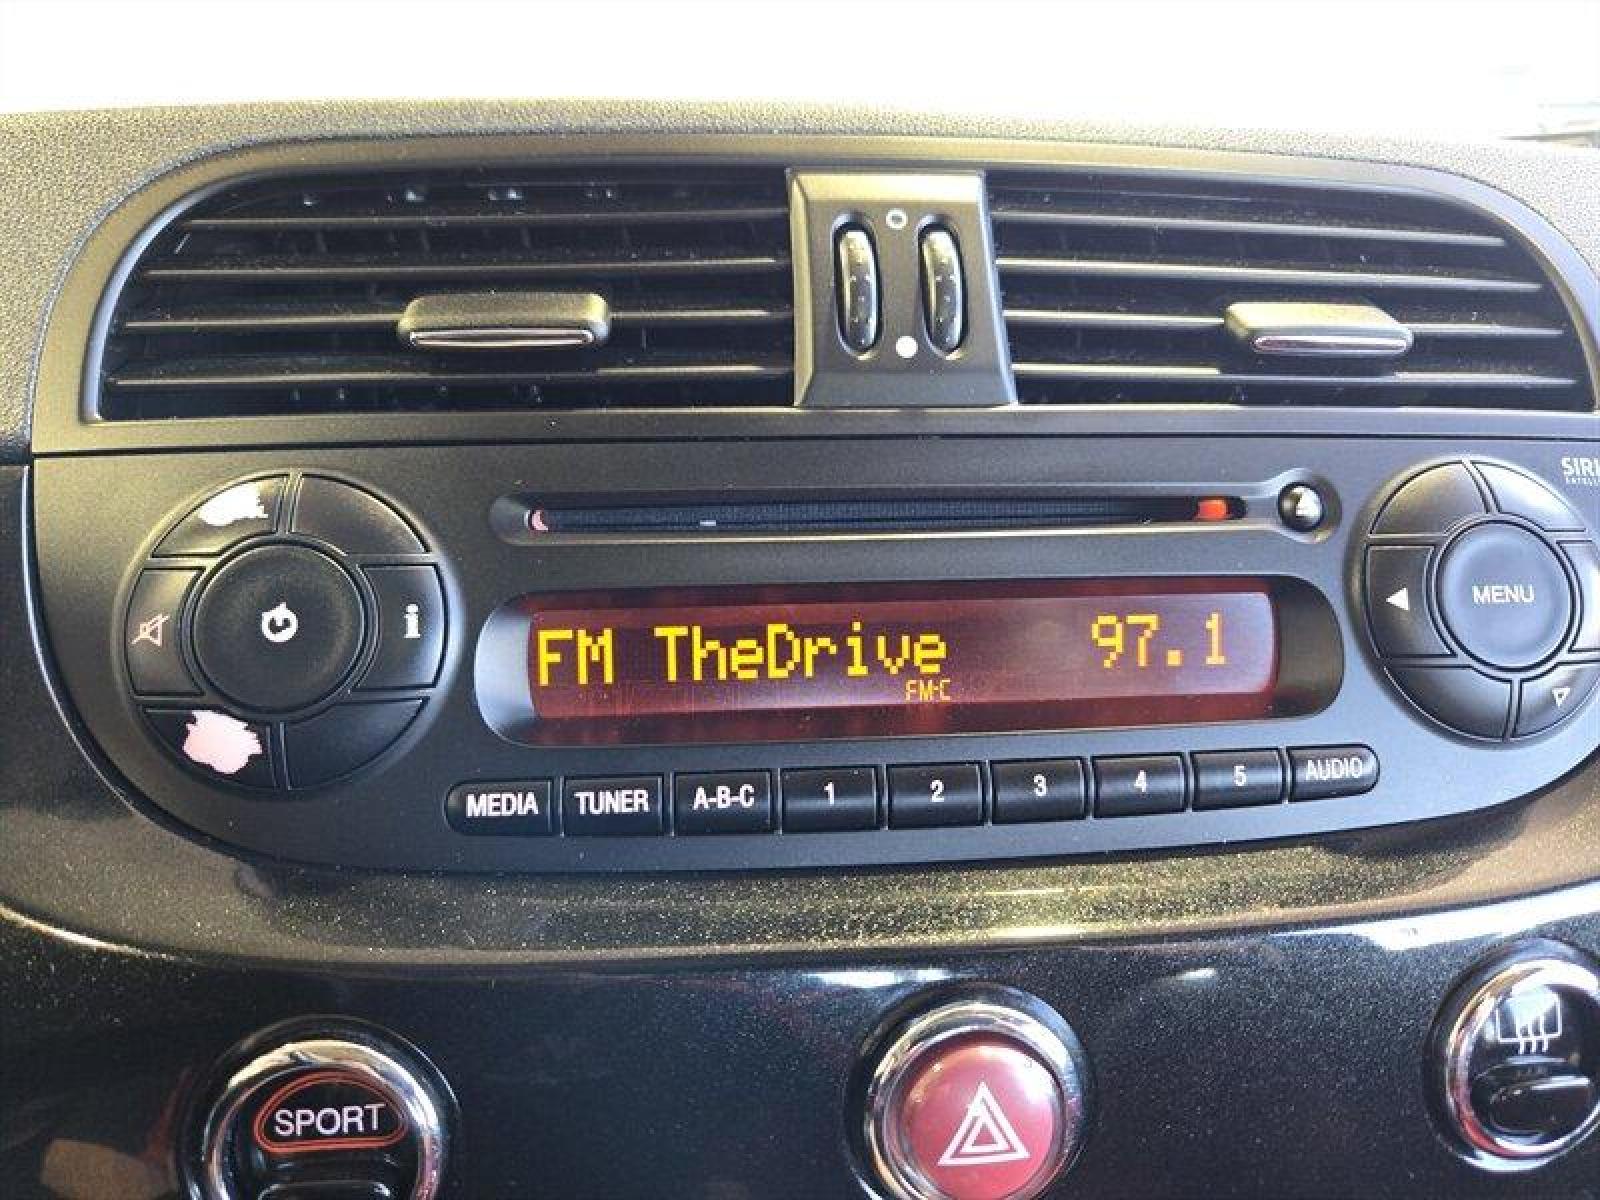 FM TheDrive 97.1
FM-C
MENU
MEDIA TUNER A-B-C 1 2 3 4 5 AUDIO
SPORT